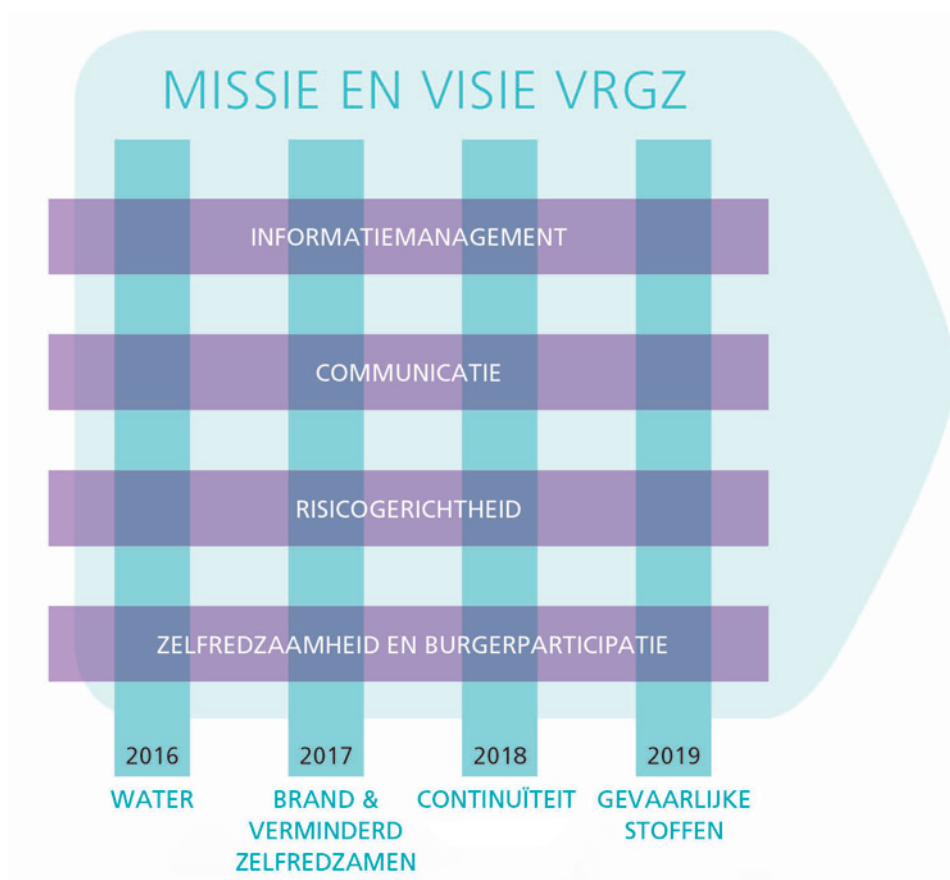 MISSIE EN VISIE VRGZ
INFORMATIEMANAGEMENT
COMMUNICATIE
RISICOGERICHTHEID
ZELFREDZAAMHEID EN BURGERPARTICIPATIE
2016
WATER
2017
BRAND &
VERMINDERD
ZELFREDZAMEN
2018
CONTINUÏTEIT
2019
GEVAARLIJKE
STOFFEN